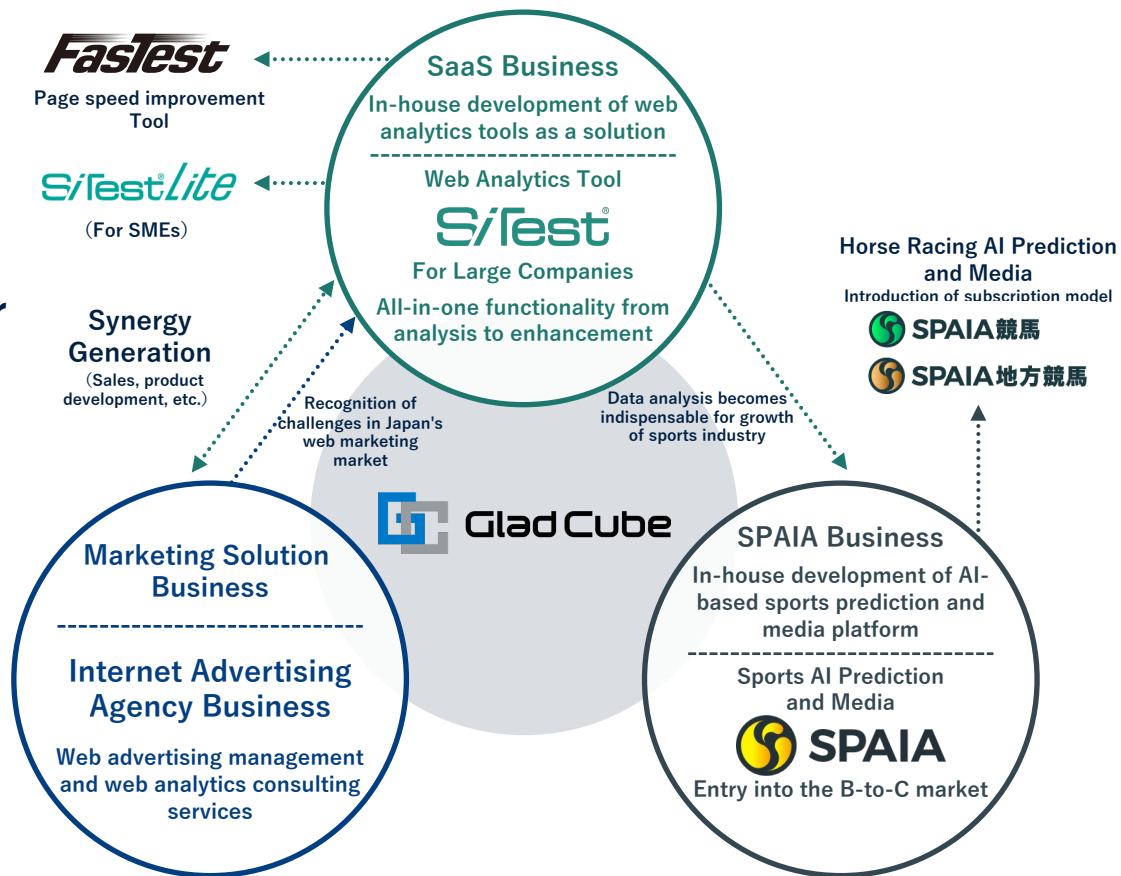 FasTest
Page speed improvement
Tool
SiTest® Lite
（For SMEs）
SaaS Business
In-house development of web
analytics tools as a solution
Web Analytics Tool
SiTest®
For Large Companies
All-in-one functionality from
analysis to enhancement
Horse Racing AI Prediction
and Media
Introduction of subscription model
SPAIA競馬
SPAIA地方競馬
Synergy
Generation
（Sales, product
development, etc.）
Recognition of
challenges in Japan's
web marketing
market
Data analysis becomes
indispensable for growth
of sports industry
Glad Cube
Marketing Solution
Business
Internet Advertising
Agency Business
Web advertising management
and web analytics consulting
services
SPAIA Business
In-house development of AI-
based sports prediction and
media platform
Sports AI Prediction
and Media
SPAIA
Entry into the B-to-C market